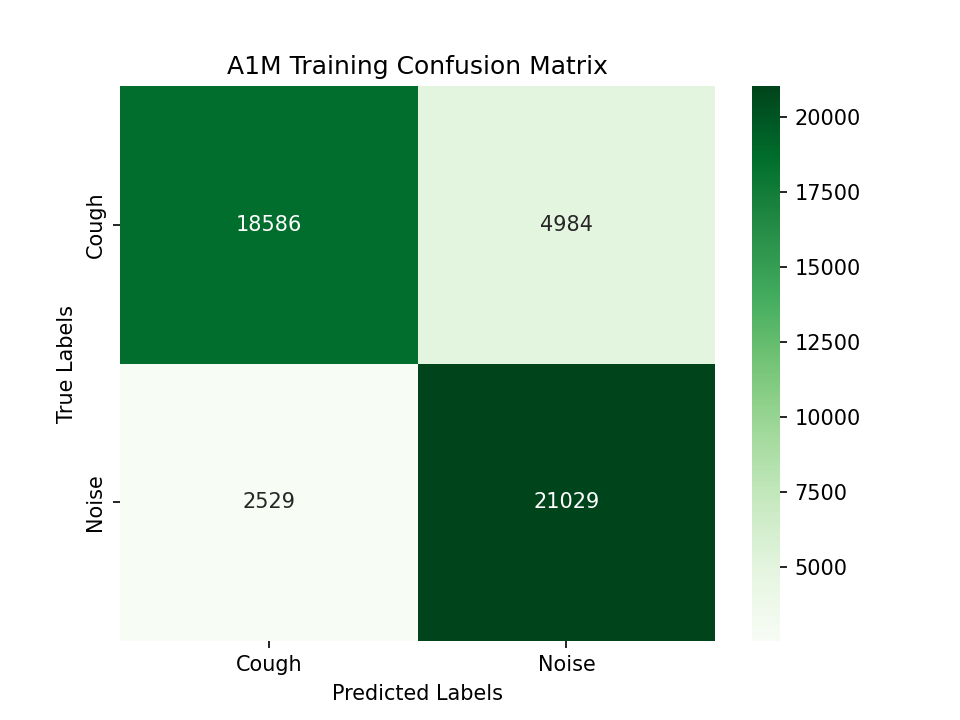 A1M Training Confusion Matrix
True Labels
Cough
Noise
18586
4984
2529
21029
Cough
Noise
Predicted Labels
20000
17500
15000
12500
10000
7500
5000